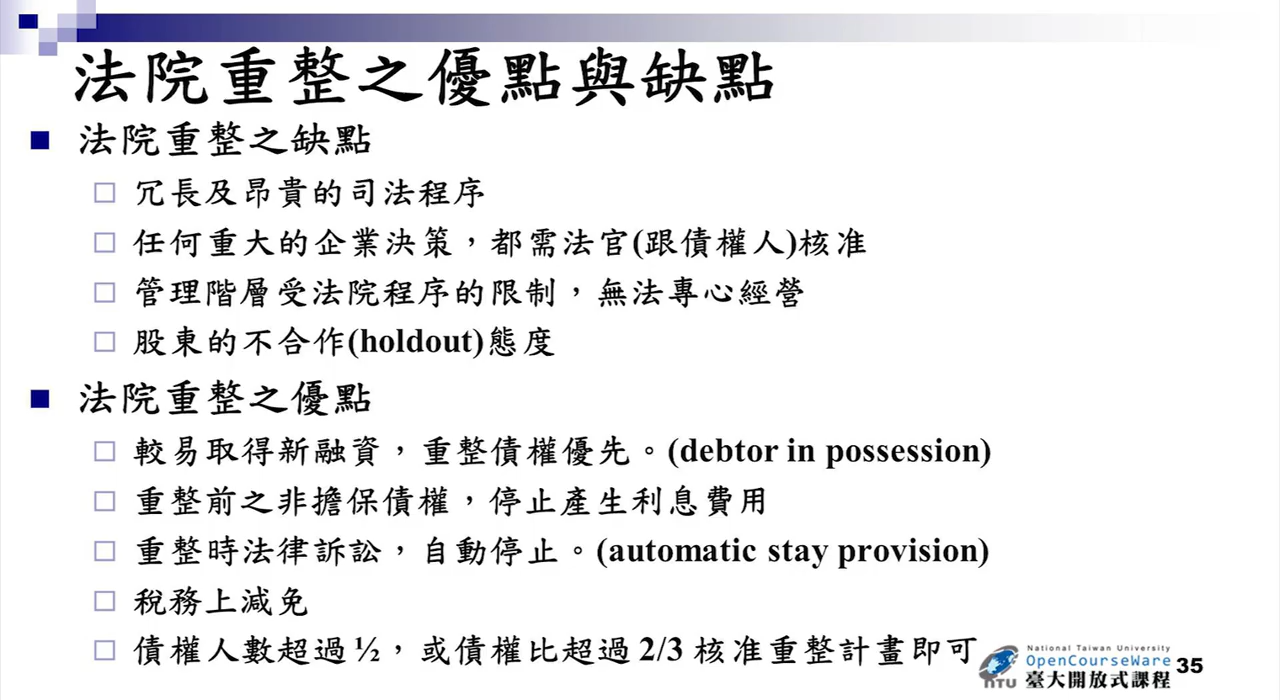 法院重整之優點與缺點
法院重整之缺點
冗長及昂貴的司法程序
任何重大的企業決策，都需法官(跟債權人)核准
管理階層受法院程序的限制，無法專心經營
股東的不合作(holdout)態度
法院重整之優點
較易取得新融資，重整債權優先。(debtor in possession)
重整前之非擔保債權，停止產生利息費用
重整時法律訴訟，自動停止。(automatic stay provision)
稅務上減免
債權人數超過½，或債權比超過 2/3 核准重整計畫即可
National Taiwan University
OpenCourseWare
臺大開放式課程
NTU
35